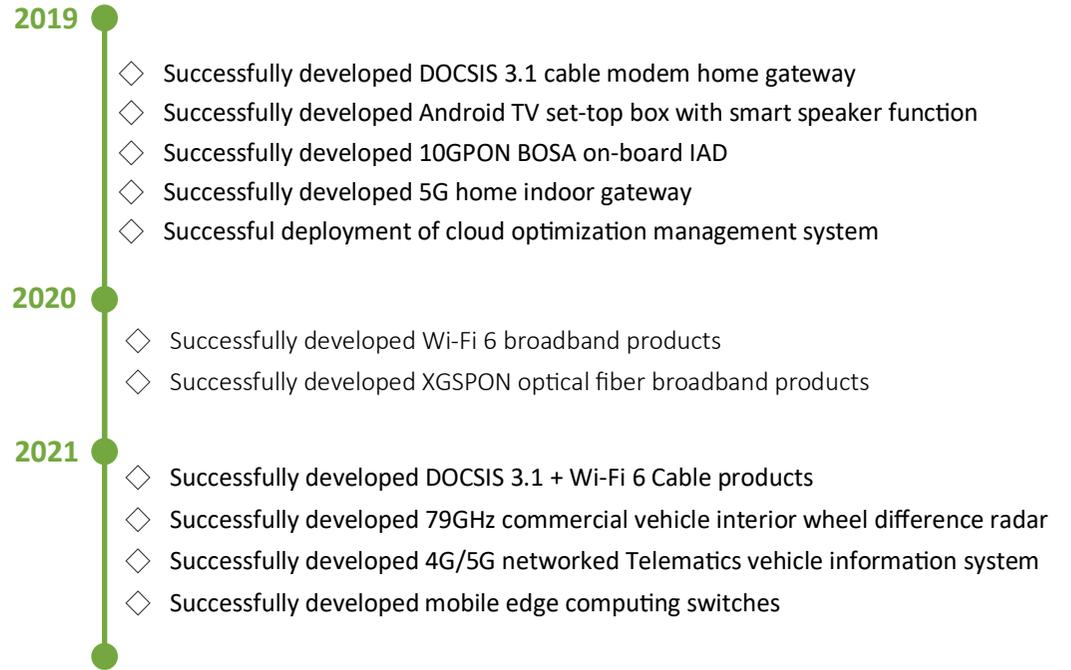 2019
◇ Successfully developed DOCSIS 3.1 cable modem home gateway
◇ Successfully developed Android TV set-top box with smart speaker function
◇ Successfully developed 10GPON BOSA on-board IAD
◇ Successfully developed 5G home indoor gateway
◇ Successful deployment of cloud optimization management system
2020
◇ Successfully developed Wi-Fi 6 broadband products
◇ Successfully developed XGSPON optical fiber broadband products
2021
◇ Successfully developed DOCSIS 3.1 + Wi-Fi 6 Cable products
◇ Successfully developed 79GHz commercial vehicle interior wheel difference radar
◇ Successfully developed 4G/5G networked Telematics vehicle information system
◇ Successfully developed mobile edge computing switches